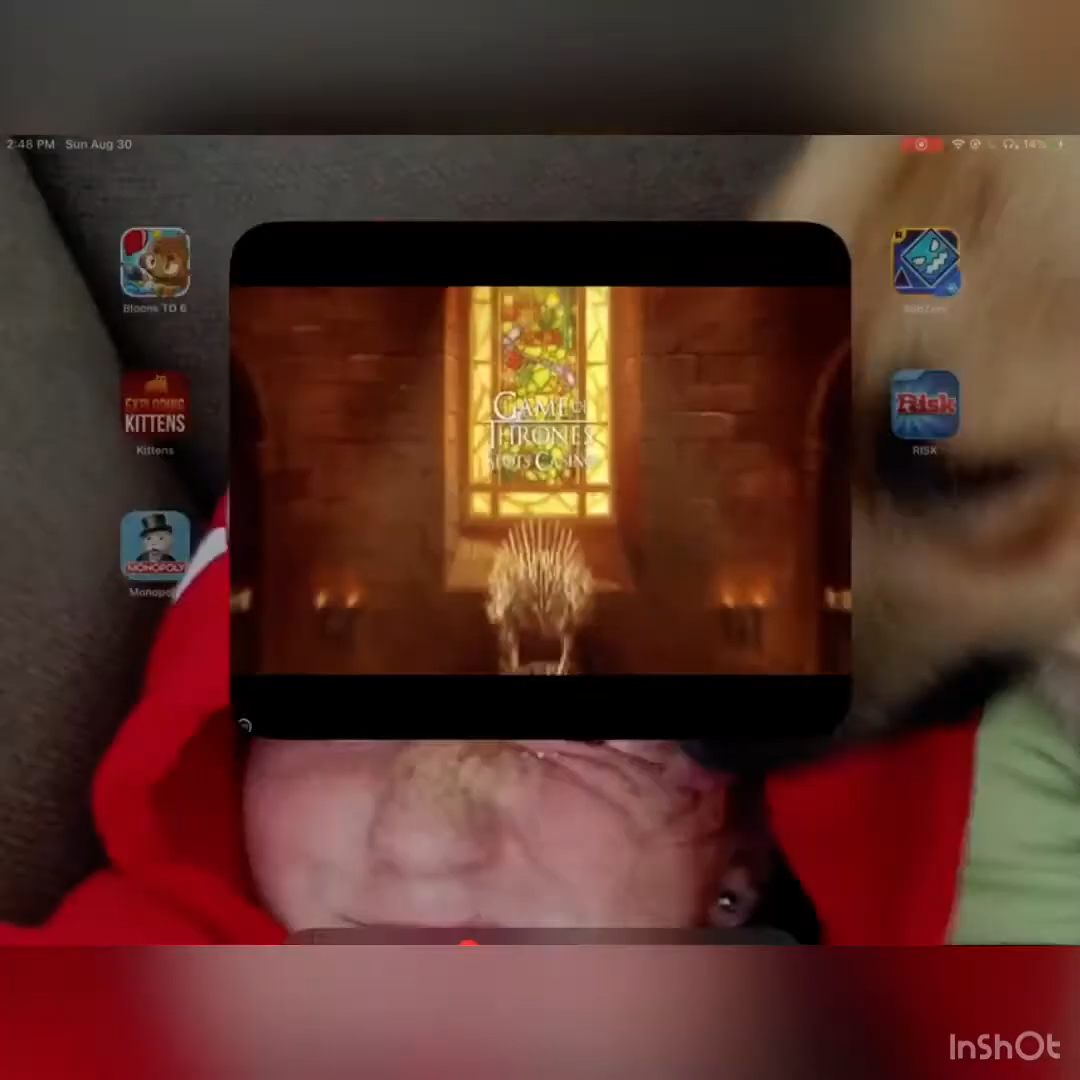 2:48 PM Sun Aug 30
14%
Bloons TD 6
EXPLODING
KITTENS
Kittens
RISK
RISK
MONOPOLY
GAME OF
THRONES
SLOTS CASINO
InShOt